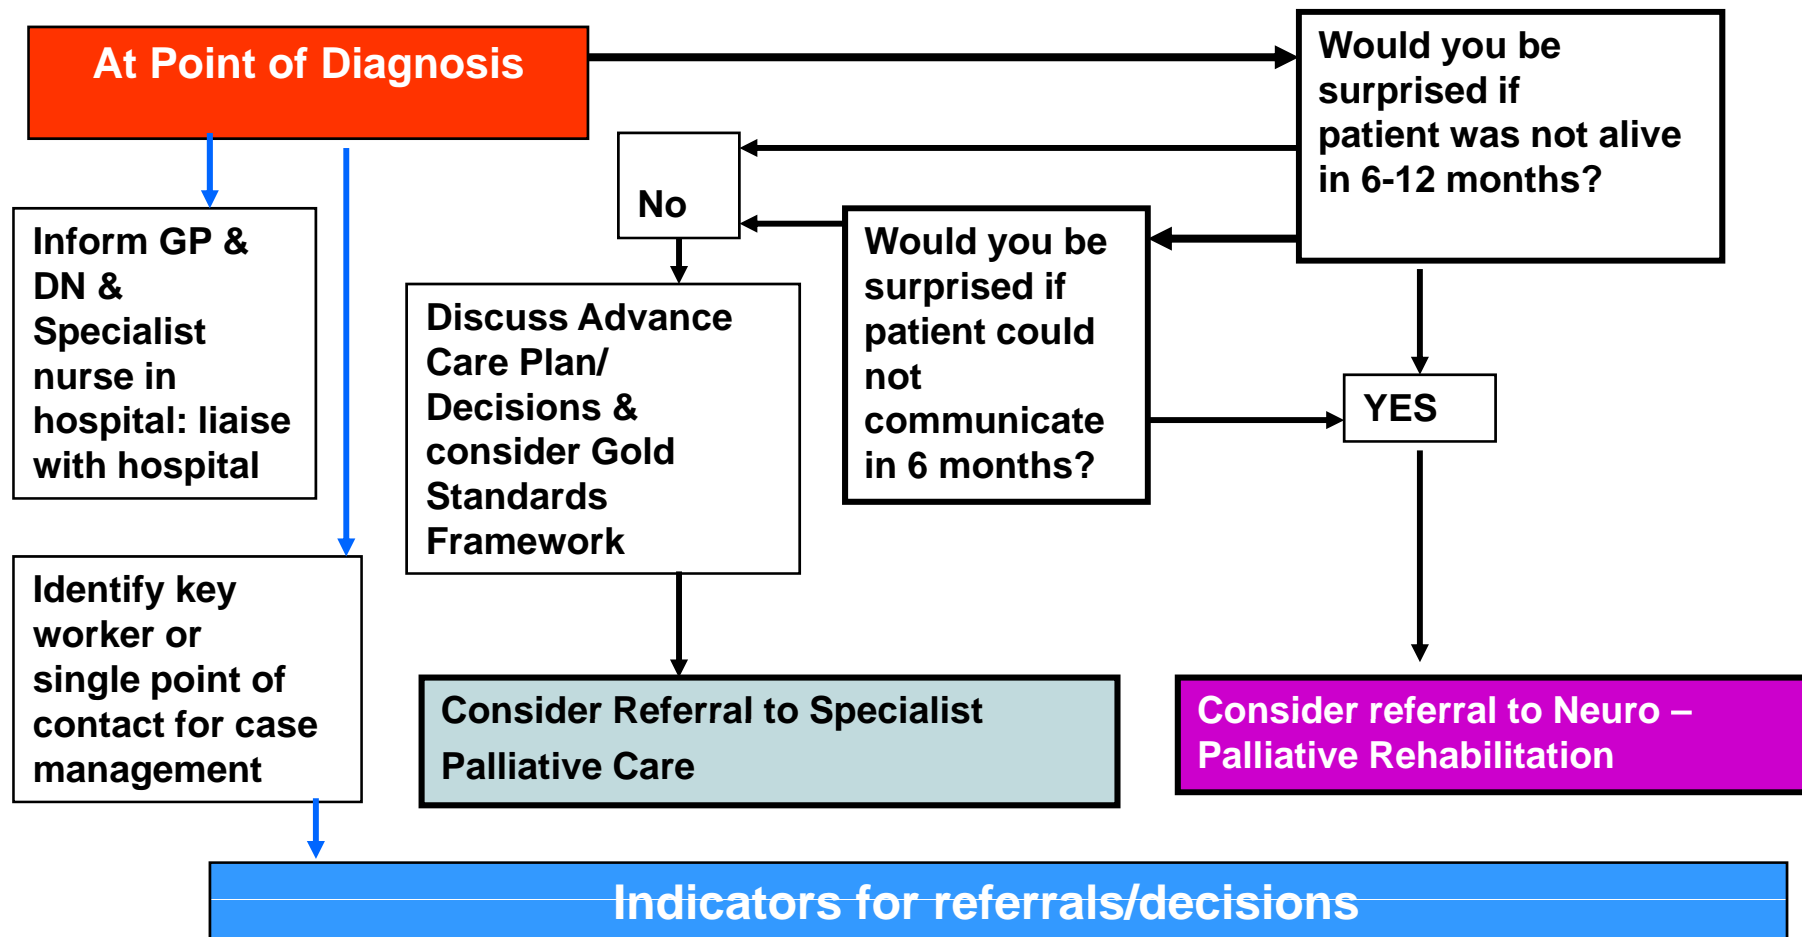 At Point of Diagnosis
Would you be
surprised if
patient was not alive
in 6-12 months?
No
Inform GP &
DN &
Specialist
nurse in
hospital: liaise
with hospital
Would you be
surprised if
patient could
not
communicate
in 6 months?
Discuss Advance
Care Plan/
Decisions &
consider Gold
Standards
Framework
YES
Identify key
worker or
single point of
contact for case
management
Consider Referral to Specialist
Palliative Care
Consider referral to Neuro –
Palliative Rehabilitation
Indicators for referrals/decisions